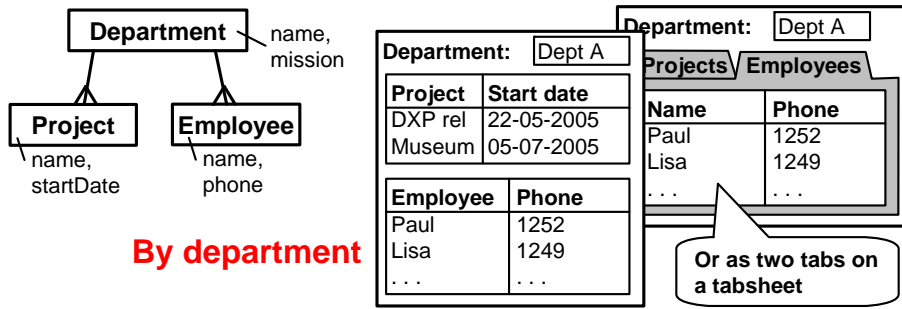 Department
name,
mission
Project
Employee
name,
startDate
name,
phone
By department
Department: Dept A
Project Start date
DXP rel 22-05-2005
Museum 05-07-2005
Employee Phone
Paul 1252
Lisa 1249
. . . . . .
Department: Dept A
Projects Employees
Name Phone
Paul 1252
Lisa 1249
. . . . . .
Or as two tabs on
a tabsheet